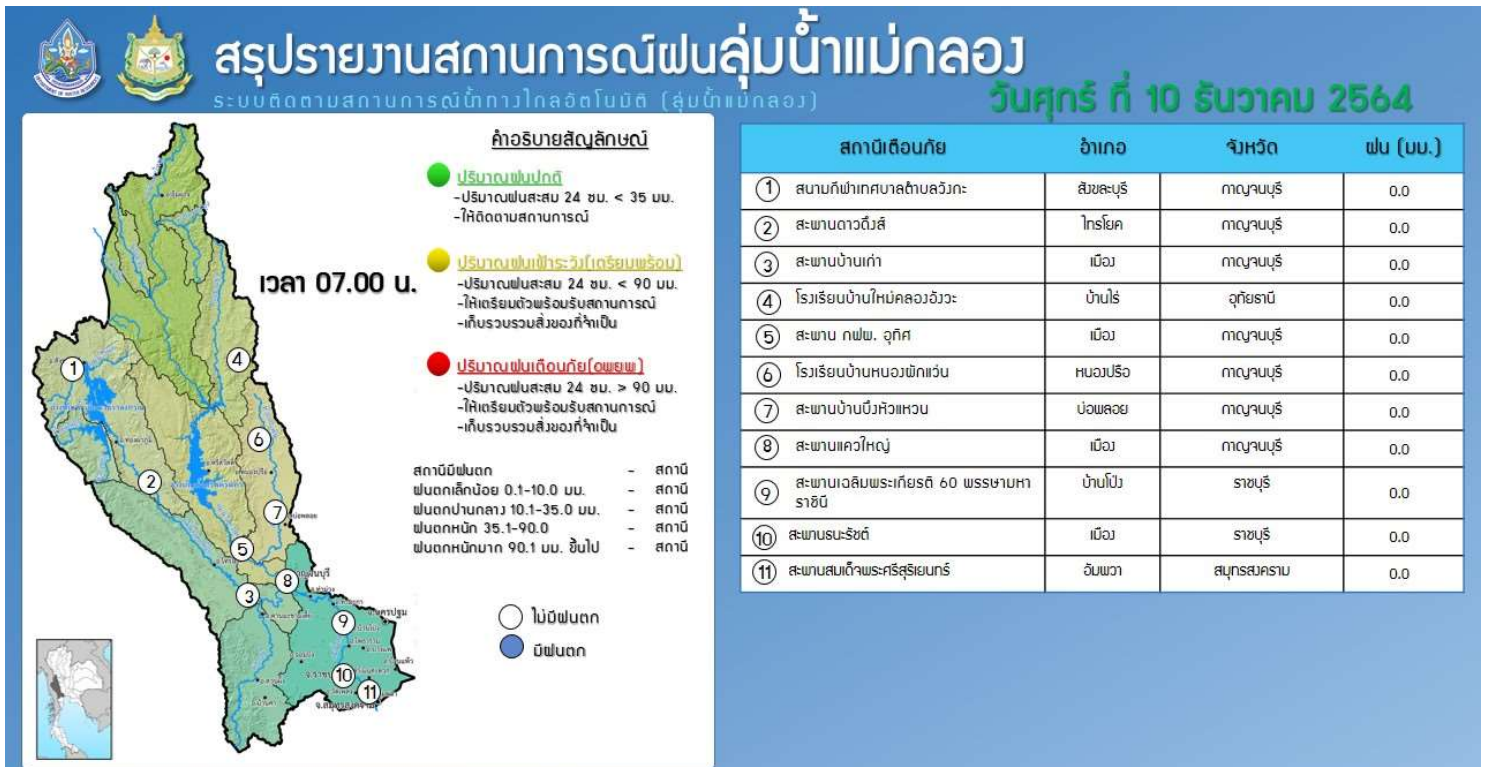 สรุปรายงานสถานการณ์ฝนลุ่มน้ำแม่กลอง
ระบบติดตามสถานการณ์น้ำทางไกลอัตโนมัติ (ลุ่มน้ำแม่กลอง)
วันศุกร์ ที่ 10 ธันวาคม 2564
เวลา 07.00 น.
1
2
3
4
5
6
7
8
9
10
11
คำอธิบายสัญลักษณ์
ปริมาณฝนปกติ
-ปริมาณฝนสะสม 24 ชม. < 35 มม.
-ให้ติดตามสถานการณ์
ปริมาณฝนเฝ้าระวัง(เตรียมพร้อม)
-ปริมาณฝนสะสม 24 ชม. < 90 มม.
-ให้เตรียมตัวพร้อมรับสถานการณ์
-เก็บรวบรวมสิ่งของที่จำเป็น
ปริมาณฝนเตือนภัย(อพยพ)
-ปริมาณฝนสะสม 24 ชม. > 90 มม.
-ให้เตรียมตัวพร้อมรับสถานการณ์
-เก็บรวบรวมสิ่งของที่จำเป็น
สถานีมีฝนตก - สถานี
ฝนตกเล็กน้อย 0.1-10.0 มม. - สถานี
ฝนตกปานกลาง 10.1-35.0 มม. - สถานี
ฝนตกหนัก 35.1-90.0 - สถานี
ฝนตกหนักมาก 90.1 มม. ขึ้นไป - สถานี
ไม่มีฝนตก
มีฝนตก
สถานีเตือนภัย อำเภอ จังหวัด ฝน (มม.)
1 สนามกีฬาเทศบาลตำบลวังกะ สังขละบุรี กาญจนบุรี 0.0
2 สะพานดาวดึงส์ ไทรโยค กาญจนบุรี 0.0
3 สะพานบ้านเก่า เมือง กาญจนบุรี 0.0
4 โรงเรียนบ้านใหม่คลองอังวะ บ้านไร่ อุทัยธานี 0.0
5 สะพาน กฟผ. อุทิศ เมือง กาญจนบุรี 0.0
6 โรงเรียนบ้านหนองผักแว่น หนองปรือ กาญจนบุรี 0.0
7 สะพานบ้านบึงหัวแหวน บ่อพลอย กาญจนบุรี 0.0
8 สะพานแควใหญ่ เมือง กาญจนบุรี 0.0
9 สะพานเฉลิมพระเกียรติ 60 พรรษามหา บ้านโป่ง ราชบุรี 0.0
ราชินี
10 สะพานธนะรัชต์ เมือง ราชบุรี 0.0
11 สะพานสมเด็จพระศรีสุริเยนทร์ อัมพวา สมุทรสงคราม 0.0